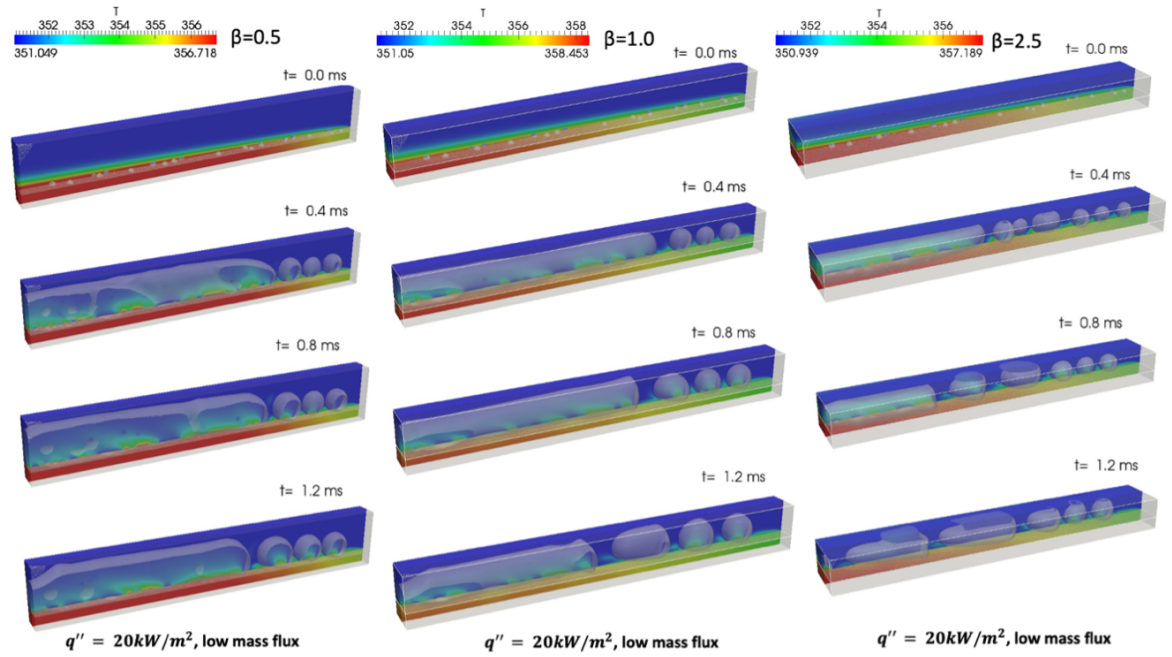 T
352 353 354 355 356
351.049 356.718
β=0.5
t= 0.0 ms
t= 0.4 ms
t= 0.8 ms
t= 1.2 ms
q'' = 20kW/m², low mass flux
T
352 354 356 358
351.05 358.453
β=1.0
t= 0.0 ms
t= 0.4 ms
t= 0.8 ms
t= 1.2 ms
q'' = 20kW/m², low mass flux
T
352 354 356
350.939 357.189
β=2.5
t= 0.0 ms
t= 0.4 ms
t= 0.8 ms
t= 1.2 ms
q'' = 20kW/m², low mass flux